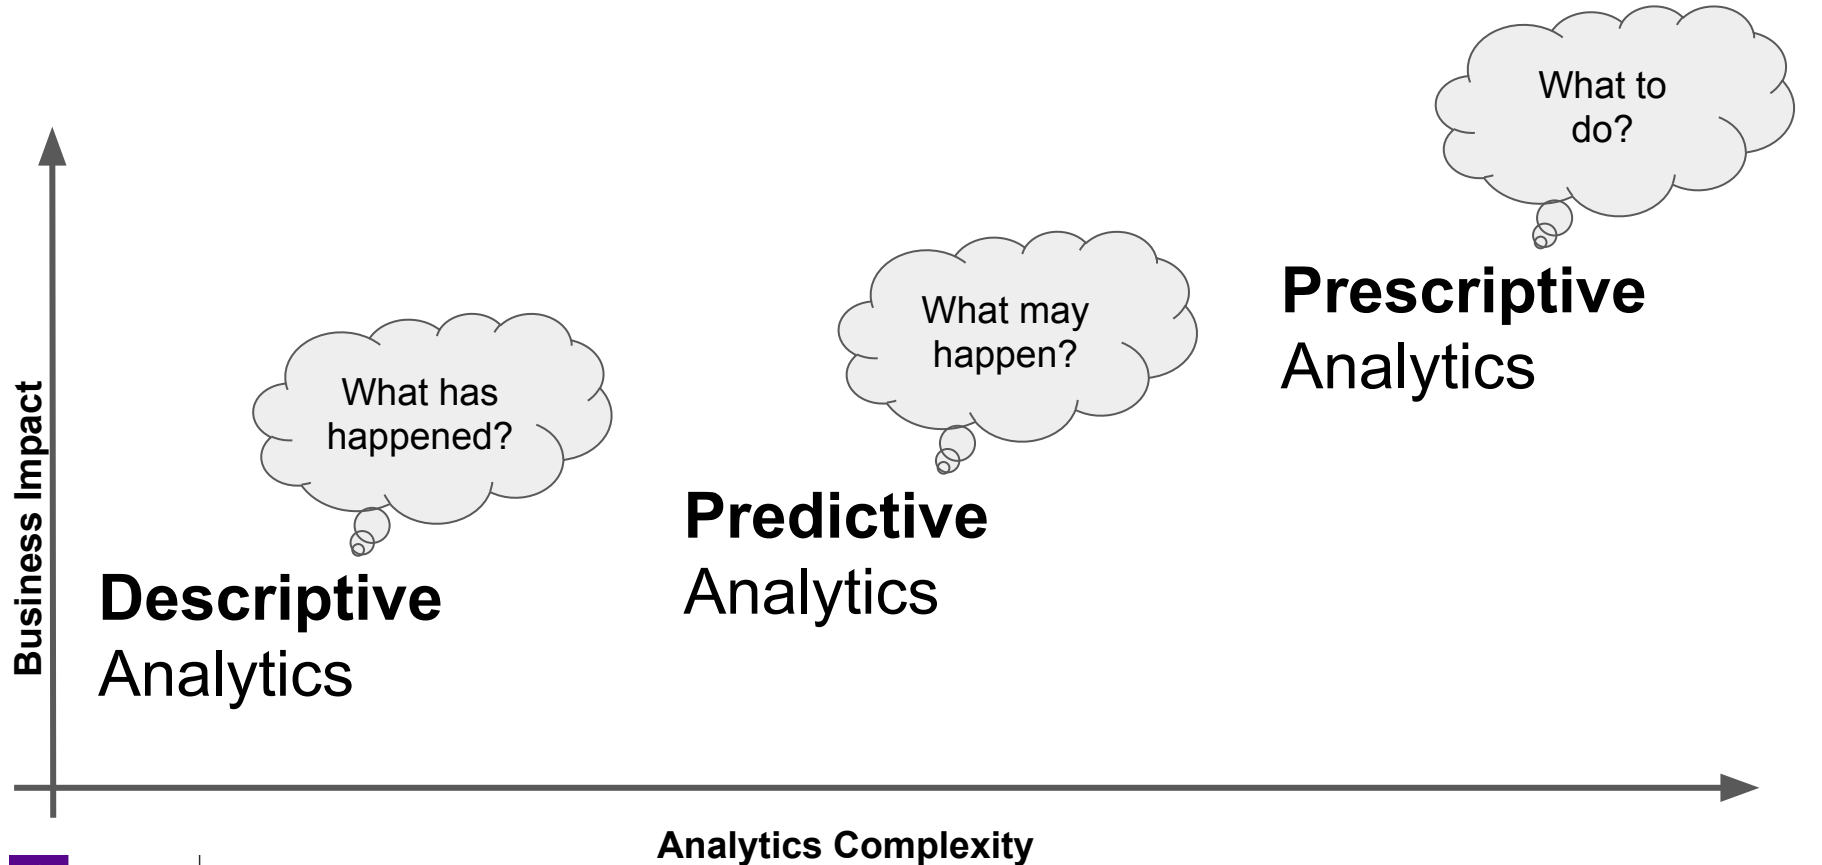 What to
do?
What may
happen?
Prescriptive
Analytics
What has
happened?
Predictive
Analytics
Descriptive
Analytics
Business Impact
Analytics Complexity